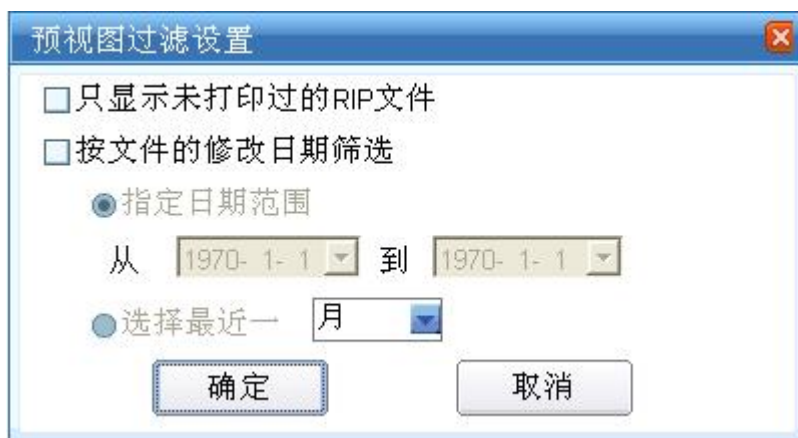 预视图过滤设置
只显示未打印过的RIP文件
按文件的修改日期筛选
指定日期范围
从 1970- 1- 1 到 1970- 1- 1
选择最近一 月
确定 取消